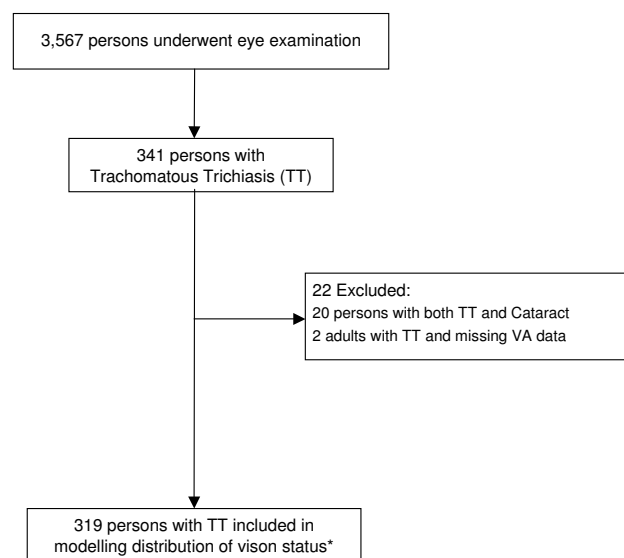 3,567 persons underwent eye examination
341 persons with
Trachomatous Trichiasis (TT)
22 Excluded:
20 persons with both TT and Cataract
2 adults with TT and missing VA data
319 persons with TT included in
modelling distribution of vison status*